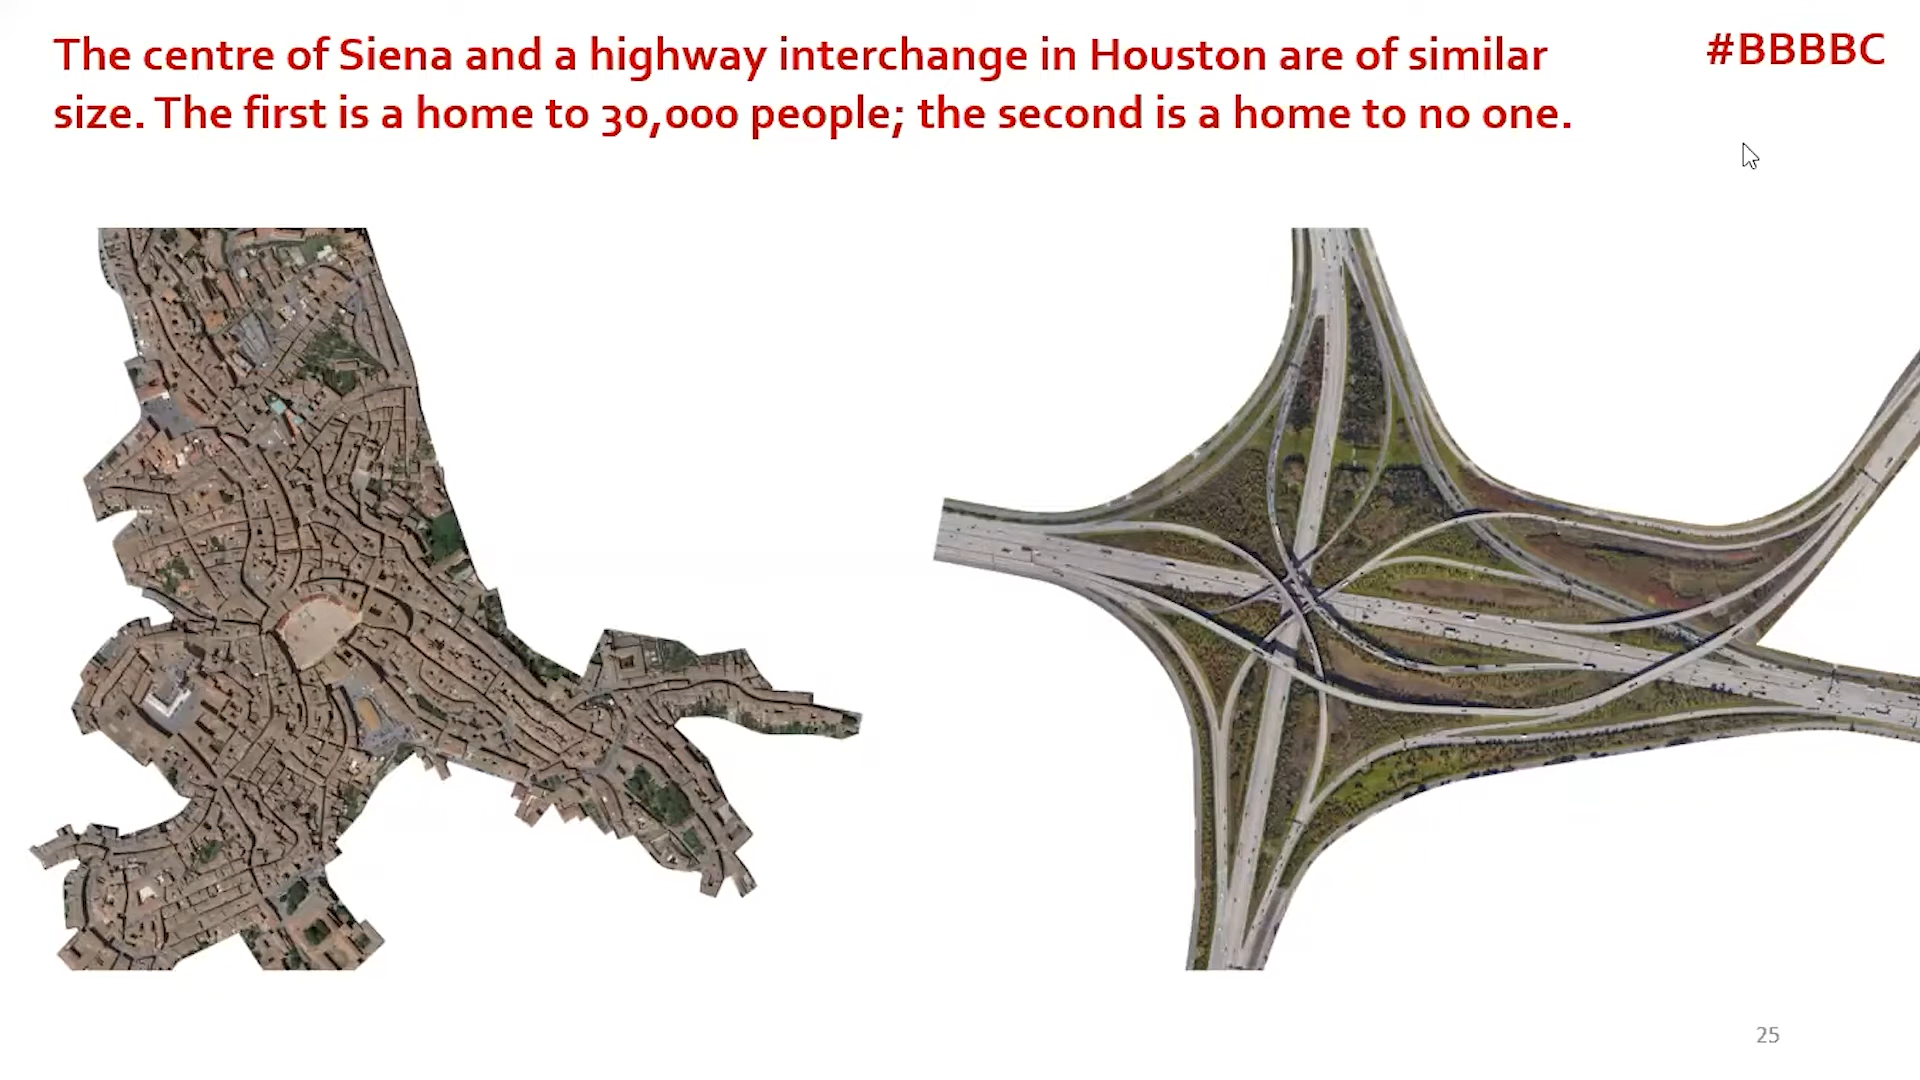 The centre of Siena and a highway interchange in Houston are of similar
size. The first is a home to 30,000 people; the second is a home to no one.
#BBBBC
25